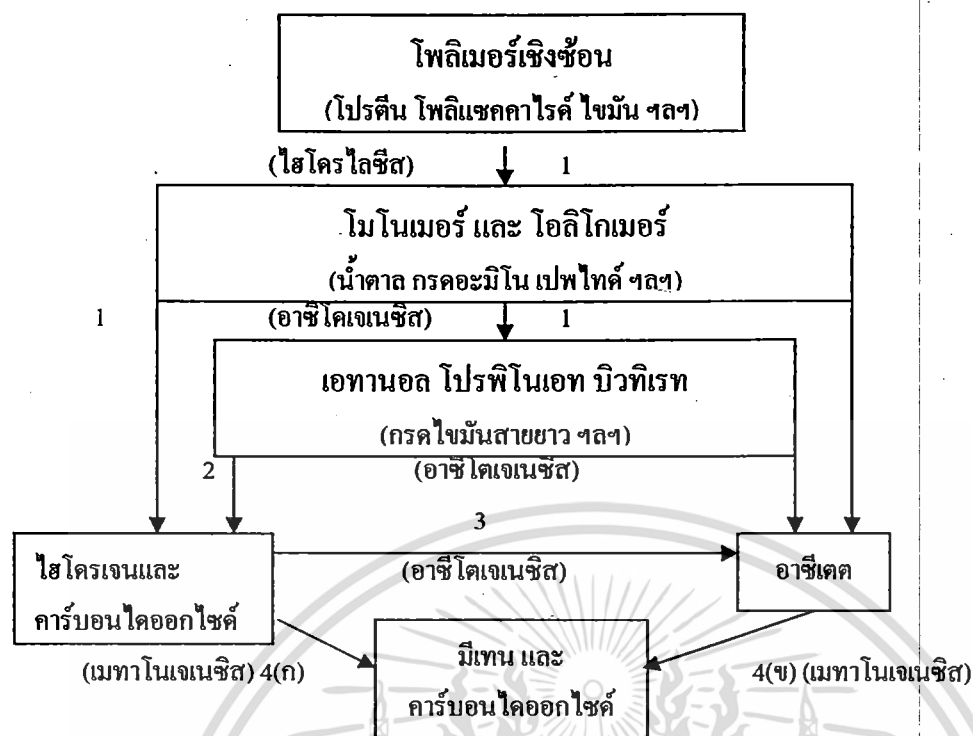 โพลิเมอร์เชิงซ้อน
(โปรตีน โพลิแซคคาไรด์ ไขมัน ฯลฯ)
(ไฮโดรไลซีส) 1
โมโนเมอร์ และ โอลิโกเมอร์
(น้ำตาล กรดอะมิโน เปพไทด์ ฯลฯ)
1 (อาซิโดเจเนซิส) 1
เอทานอล โปรพิโนเอท บิวทิเรท
(กรดไขมันสายยาว ฯลฯ)
2 (อาซีโตเจเนซีส)
3
ไฮโดรเจนและ
คาร์บอนไดออกไซด์
(อาซีโตเจเนซิส)
อาซีเตต
(เมทาโนเจเนซิส) 4(ก)
มีเทน และ
คาร์บอนไดออกไซด์
4(ข) (เมทาโนเจเนซิส)